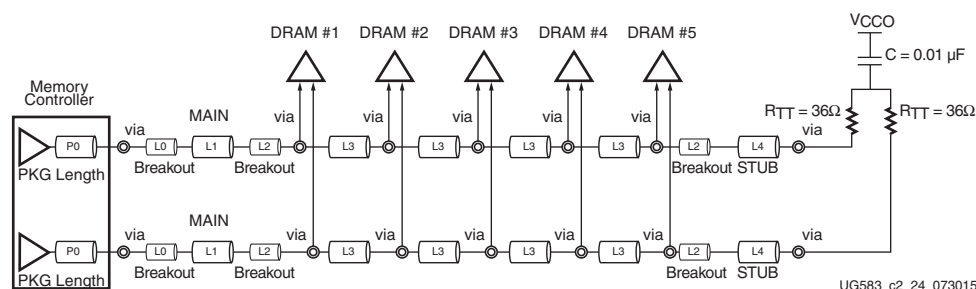 VCCO
C = 0.01 µF
DRAM #1 DRAM #2 DRAM #3 DRAM #4 DRAM #5
Memory
Controller
RTT = 36Ω RTT = 36Ω
MAIN
via via via via via via via
P0 L0 L1 L2 L3 L3 L3 L3 L2 L4
PKG Length Breakout Breakout Breakout STUB
MAIN
via via via via via via via
P0 L0 L1 L2 L3 L3 L3 L3 L2 L4
PKG Length Breakout Breakout Breakout STUB
UG583_c2_24_073015